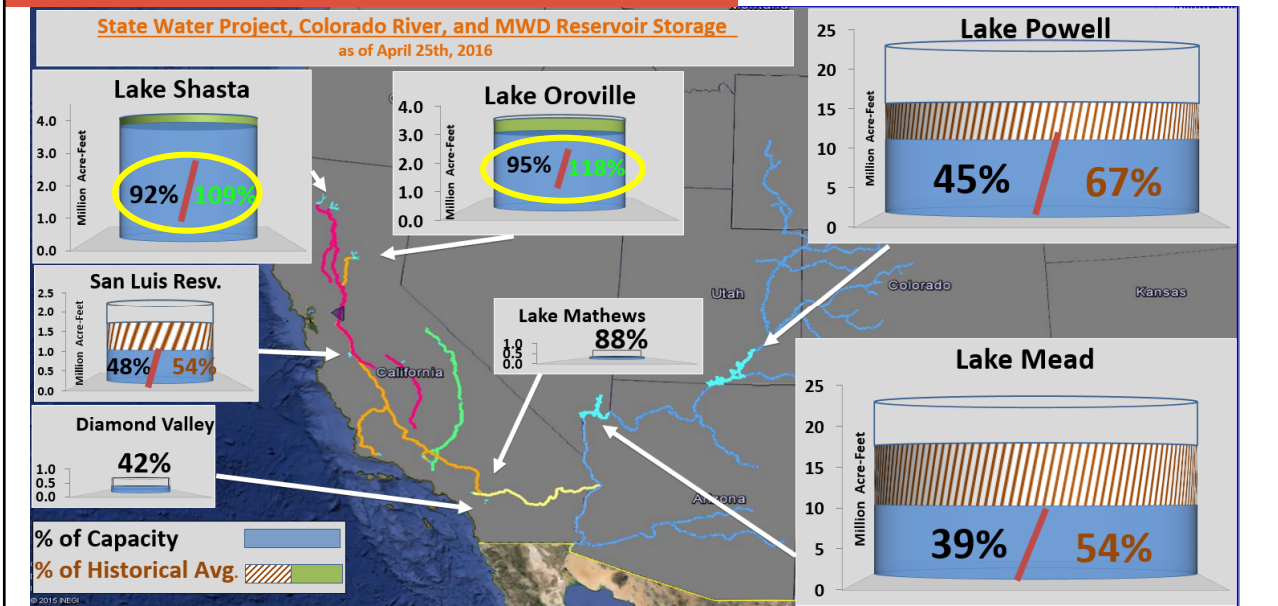 State Water Project, Colorado River, and MWD Reservoir Storage
as of April 25th, 2016
Lake Shasta
Million Acre-Feet
4.0
3.0
2.0
1.0
0.0
92%
109%
Lake Oroville
Million Acre-Feet
4.0
3.0
2.0
1.0
0.0
95%
118%
Lake Powell
Million Acre-Feet
25
20
15
10
5
0
45%
67%
San Luis Resv.
Million Acre-Feet
2.5
2.0
1.5
1.0
0.5
0.0
48%
54%
Lake Mathews
88%
1.0
0.5
0.0
Diamond Valley
42%
1.0
0.5
0.0
Lake Mead
Million Acre-Feet
25
20
15
10
5
0
39%
54%
Utah
Colorado
Kansas
California
Arizona
% of Capacity
% of Historical Avg.
© 2015 INEGI